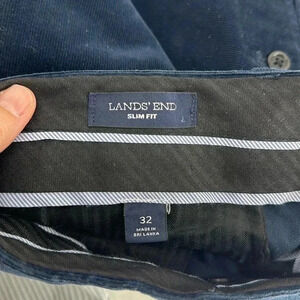 LANDS' END
SLIM FIT
32
MADE IN
SRI LANKA